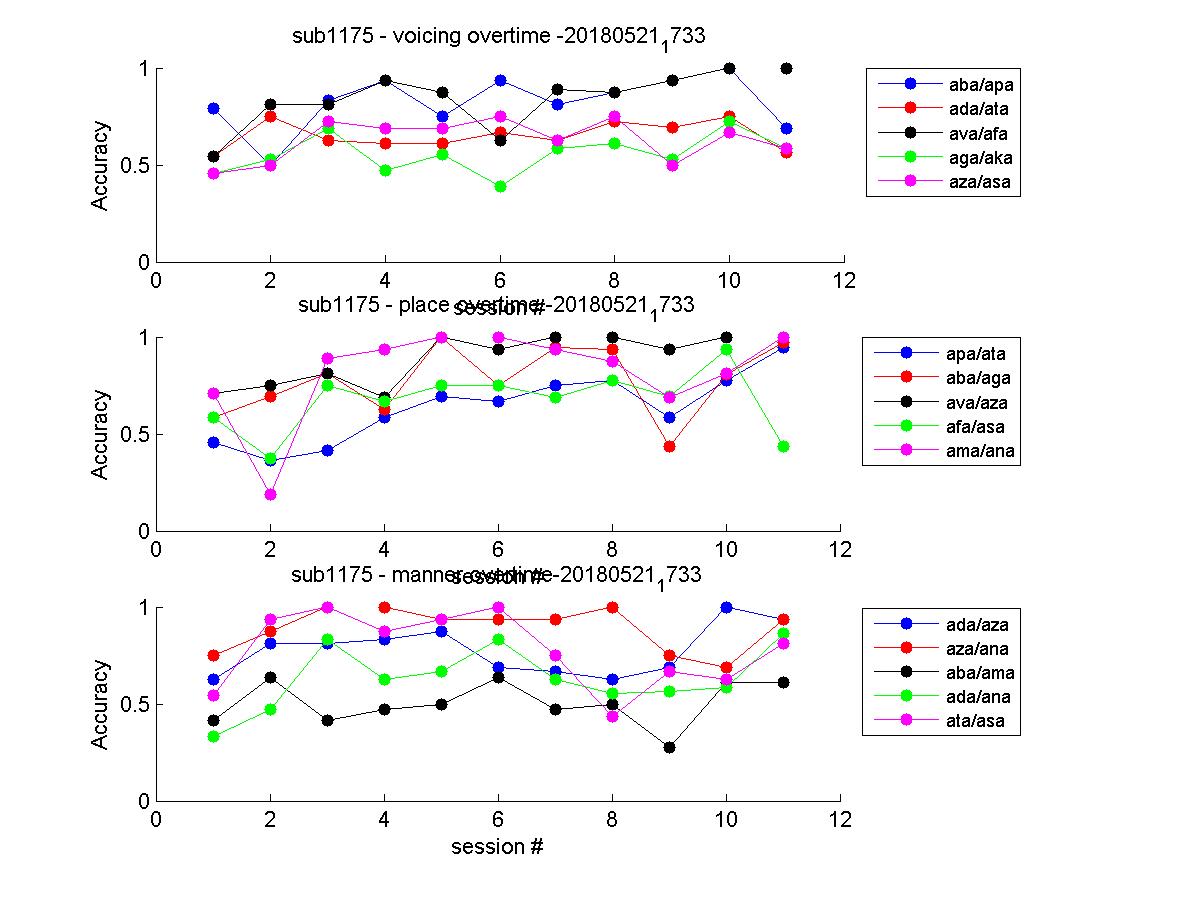 sub1175 - voicing overtime -20180521₁733
1
0.5
0
Accuracy
0 2 4 6 8 10 12
session #
aba/apa
ada/ata
ava/afa
aga/aka
aza/asa
sub1175 - place overtime -20180521₁733
1
0.5
0
Accuracy
0 2 4 6 8 10 12
session #
apa/ata
aba/aga
ava/aza
afa/asa
ama/ana
sub1175 - manner overtime -20180521₁733
1
0.5
0
Accuracy
0 2 4 6 8 10 12
session #
ada/aza
aza/ana
aba/ama
ada/ana
ata/asa